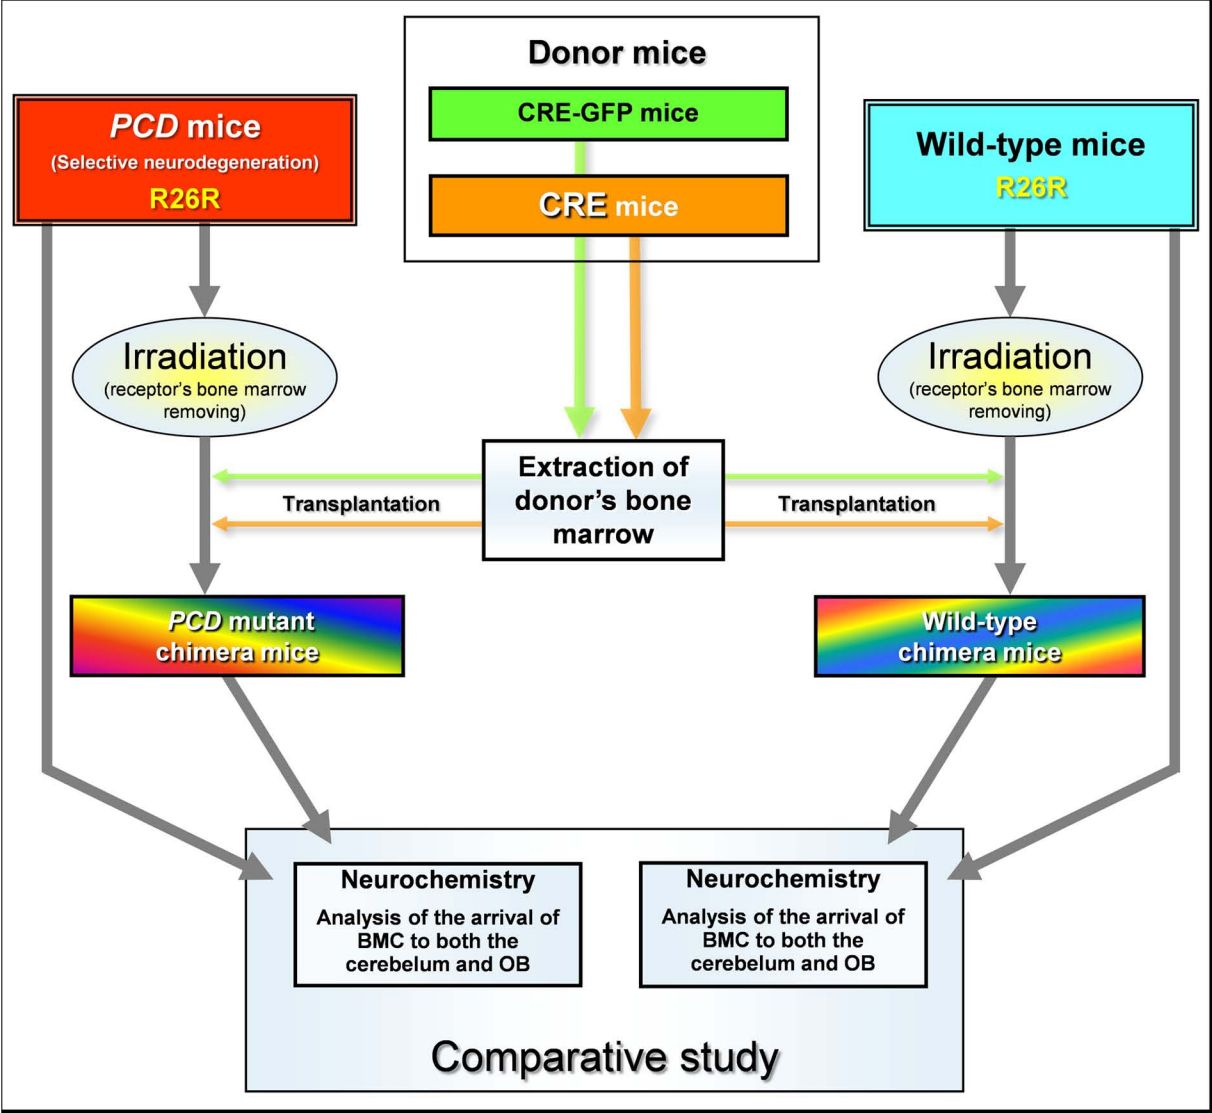 Donor mice
CRE-GFP mice
CRE mice
PCD mice
(Selective neurodegeneration)
R26R
Wild-type mice
R26R
Irradiation
(receptor's bone marrow
removing)
Irradiation
(receptor's bone marrow
removing)
Extraction of
donor's bone
marrow
Transplantation
Transplantation
PCD mutant
chimera mice
Wild-type
chimera mice
Neurochemistry
Analysis of the arrival of
BMC to both the
cerebelum and OB
Neurochemistry
Analysis of the arrival of
BMC to both the
cerebelum and OB
Comparative study